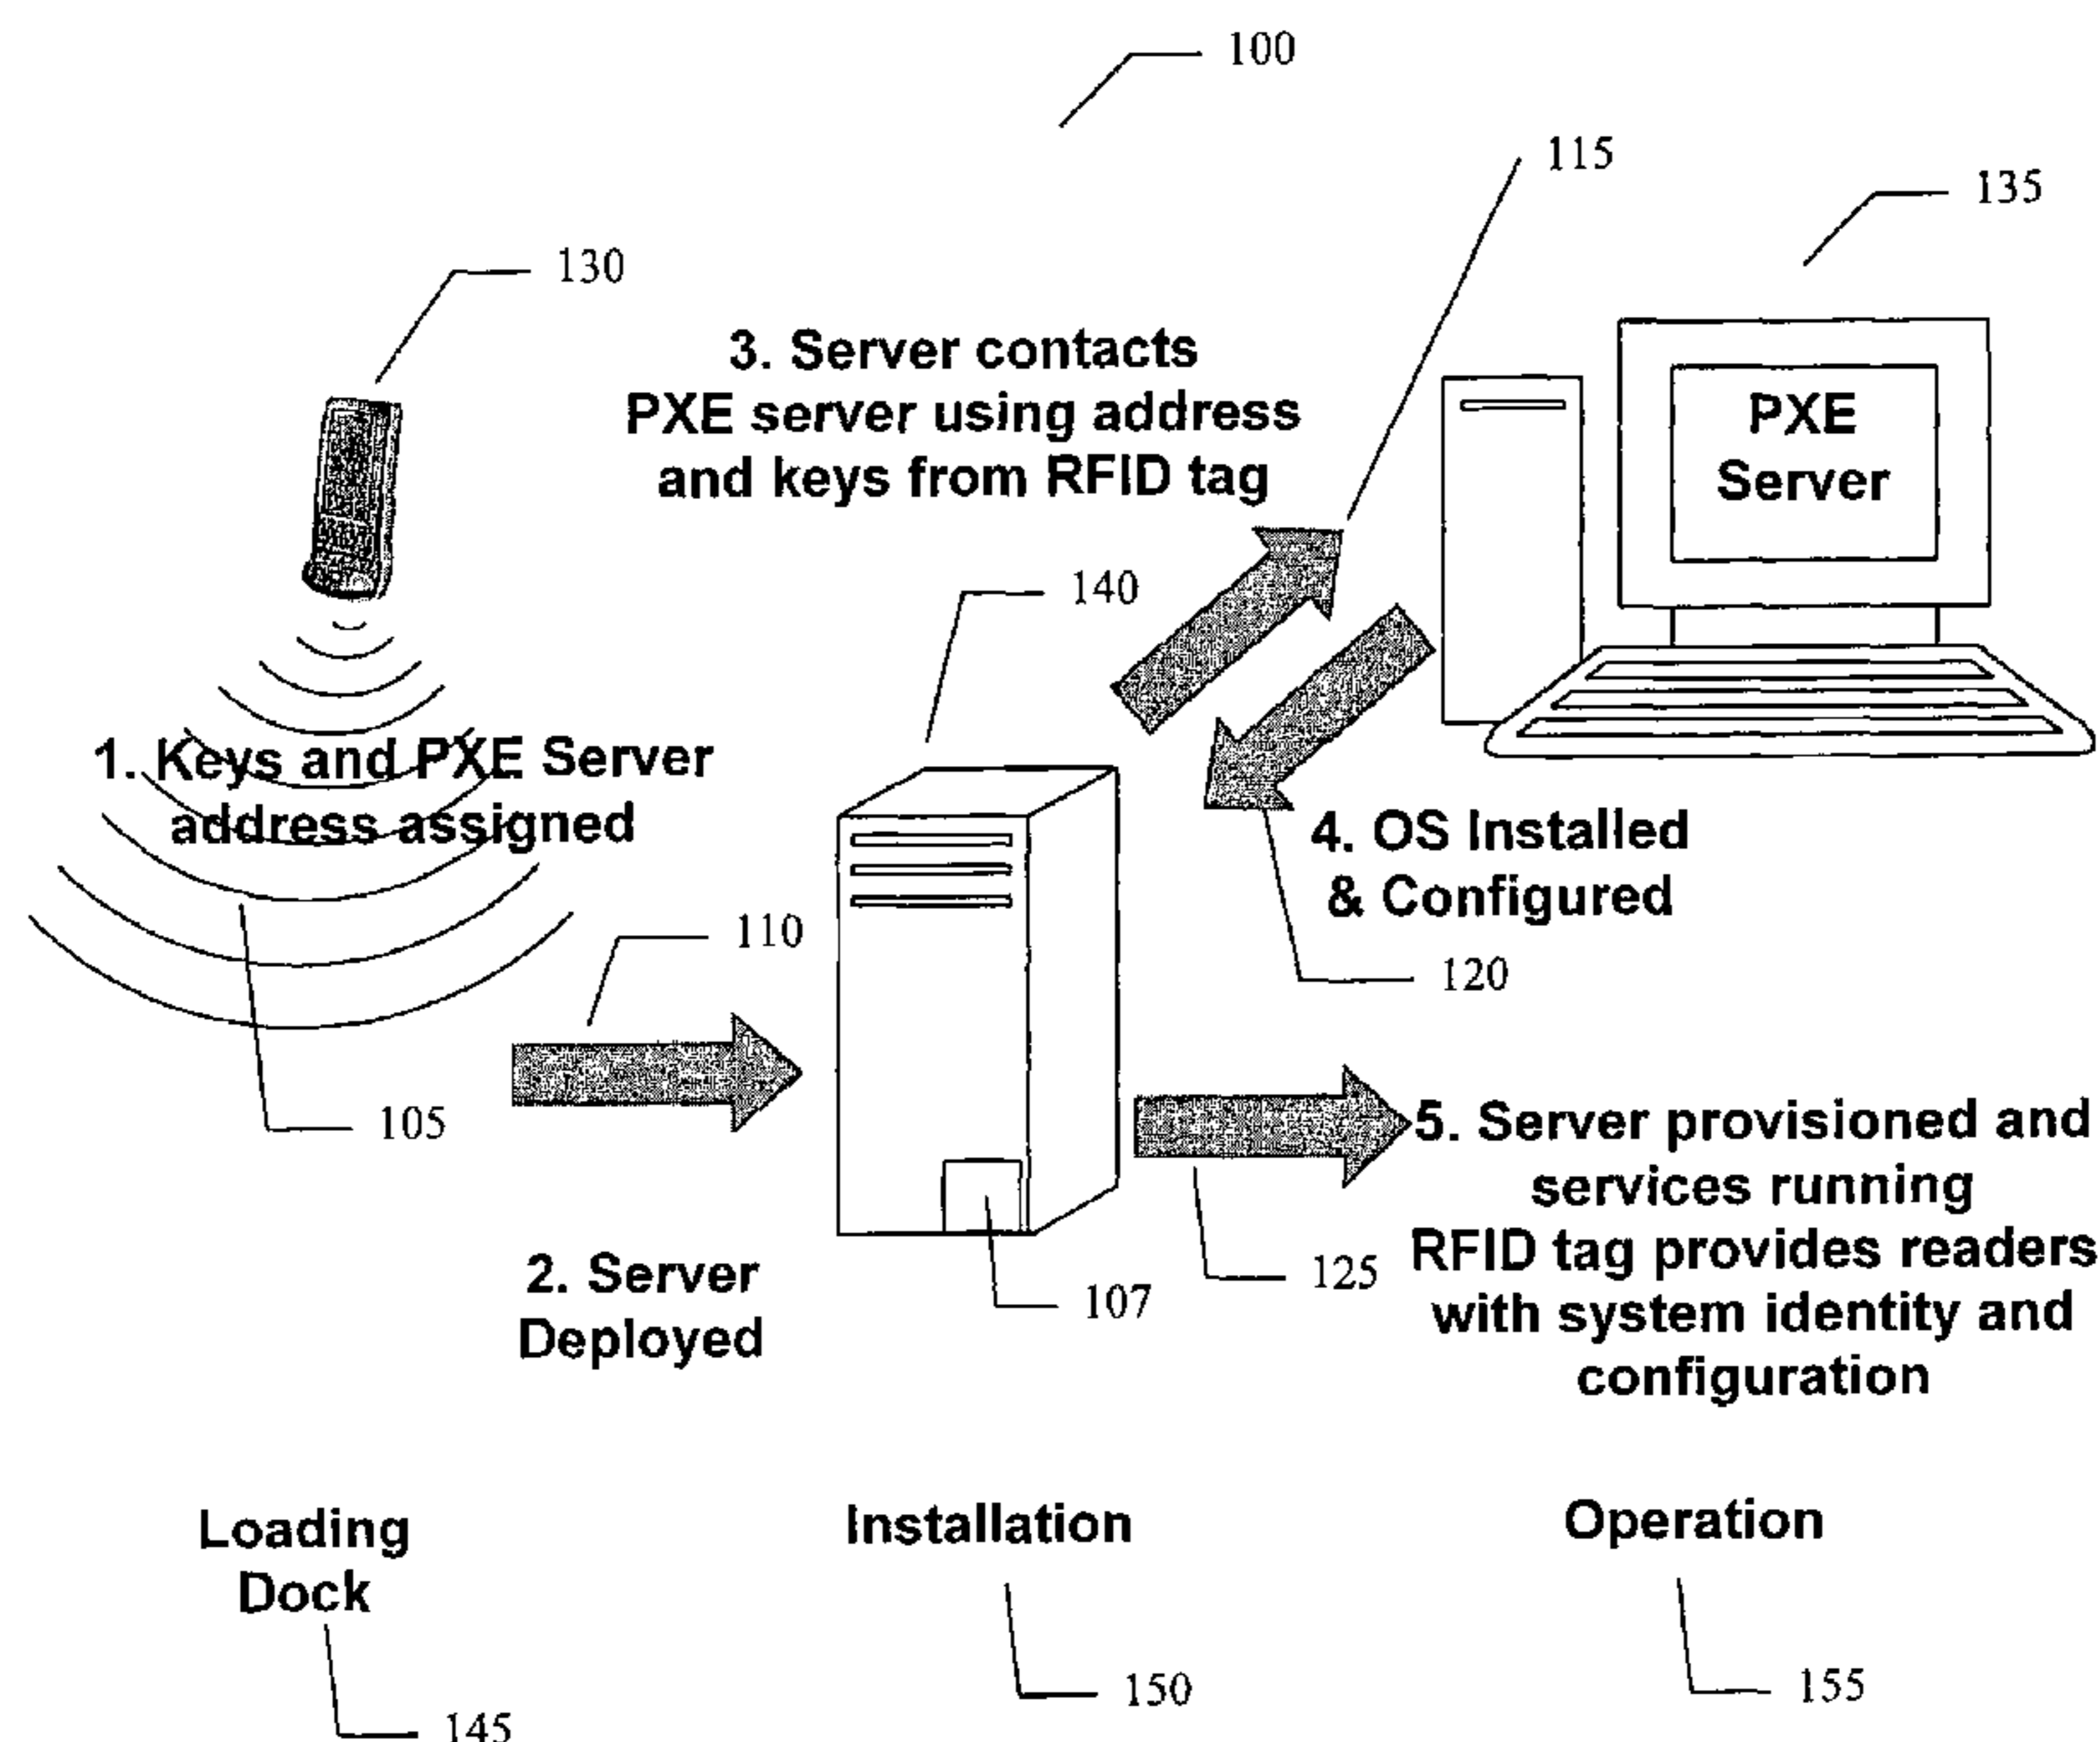 100
115
135
130
3. Server contacts
PXE server using address
and keys from RFID tag
PXE
Server
140
1. Keys and PXE Server
address assigned
4. OS Installed
& Configured
110
120
105
5. Server provisioned and
services running
RFID tag provides readers
with system identity and
configuration
2. Server
Deployed
107
125
Loading
Dock
Installation
Operation
145
150
155